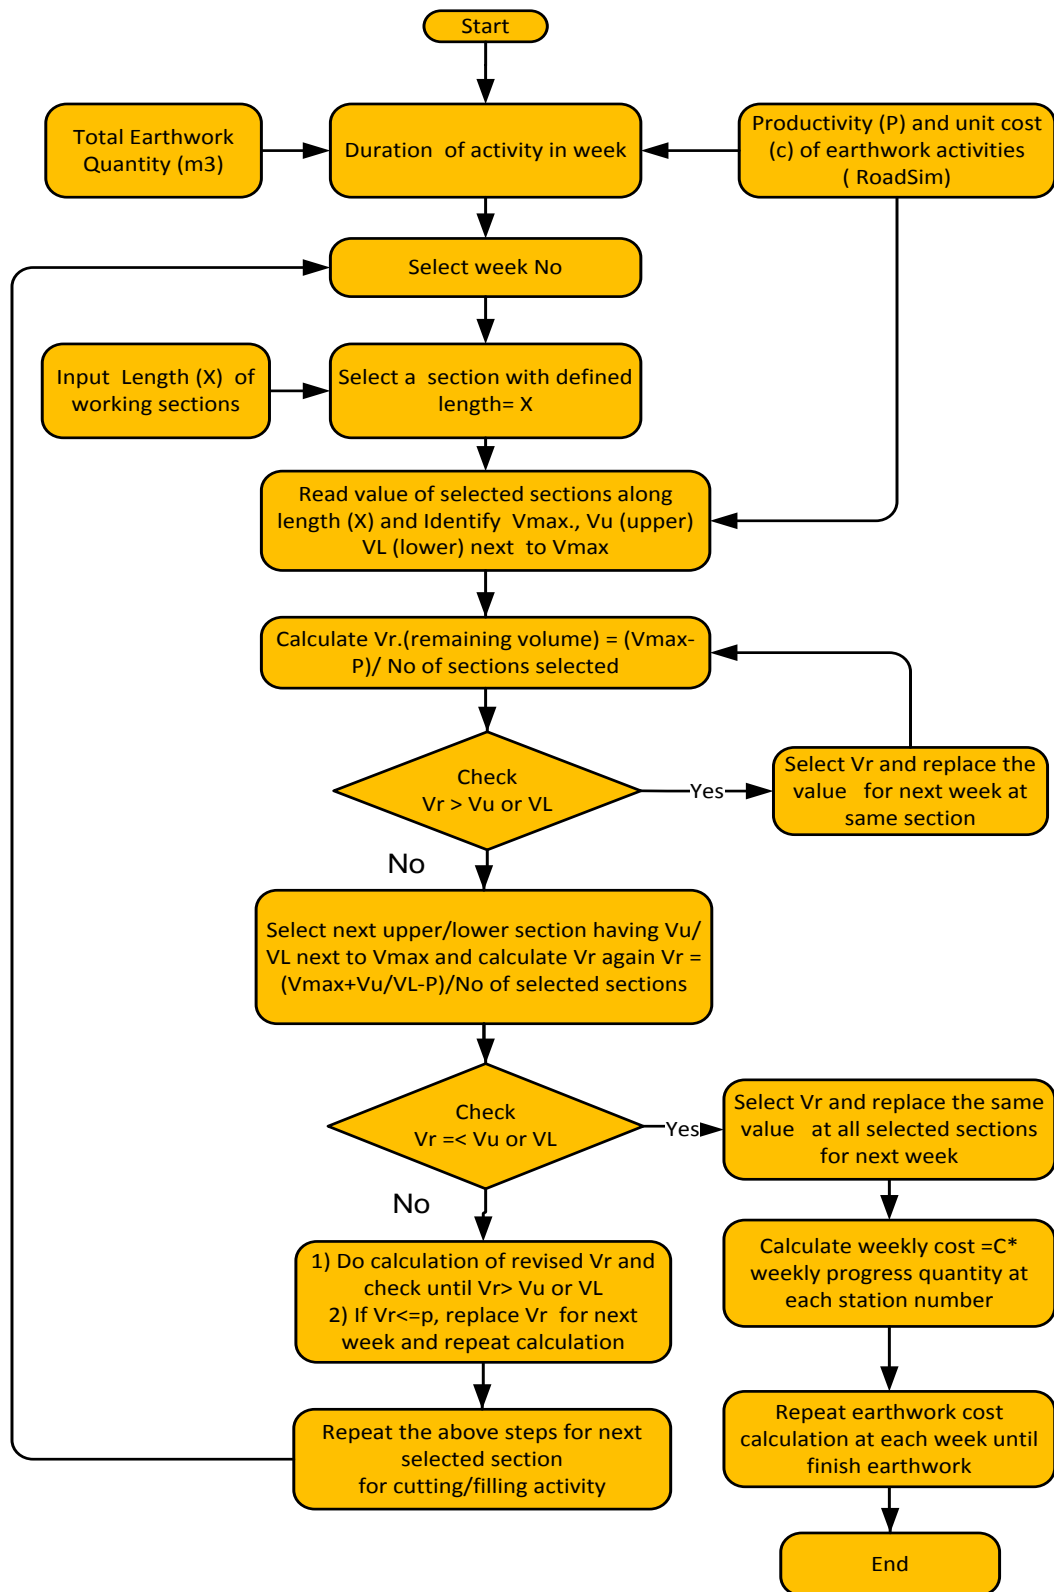 Start
Total Earthwork
Quantity (m3)
Duration  of activity in week
Productivity (P) and unit cost
(c) of earthwork activities
( RoadSim)
Select week No
Input  Length (X)  of
working sections
Select a  section with defined
length= X
Read value of selected sections along
length (X) and Identify  Vmax., Vu (upper)
VL (lower) next  to Vmax
Calculate Vr.(remaining volume) = (Vmax-
P)/ No of sections selected
Check
Vr > Vu or VL
Yes
Select Vr and replace the
value   for next week at
same section
No
Select next upper/lower section having Vu/
VL next to Vmax and calculate Vr again Vr =
(Vmax+Vu/VL-P)/No of selected sections
Check
Vr =< Vu or VL
Yes
Select Vr and replace the same
value   at all selected sections
for next week
No
1) Do calculation of revised Vr and
check until Vr> Vu or VL
2) If Vr<=p, replace Vr  for next
week and repeat calculation
Calculate weekly cost =C*
weekly progress quantity at
each station number
Repeat the above steps for next
selected section
for cutting/filling activity
Repeat earthwork cost
calculation at each week until
finish earthwork
End